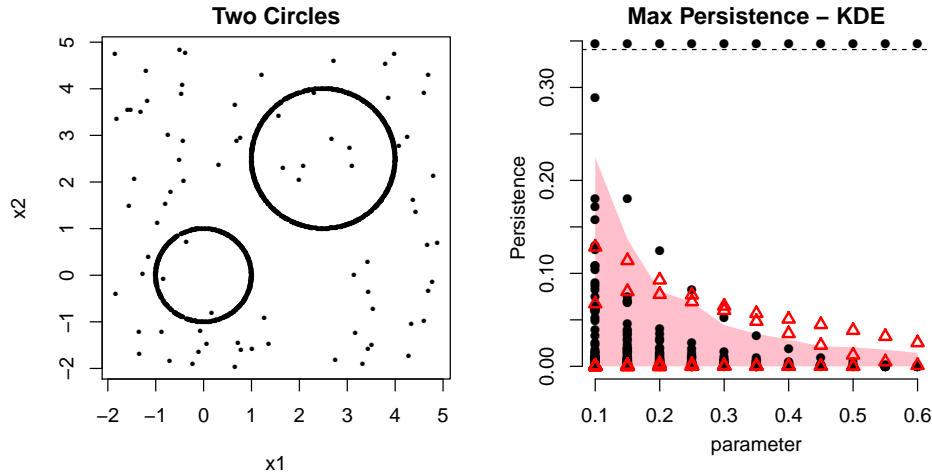 Two Circles
5
4
3
2
1
0
−1
−2
x2
−2 −1 0 1 2 3 4 5
x1
Max Persistence − KDE
0.30
0.20
0.10
0.00
Persistence
0.1 0.2 0.3 0.4 0.5 0.6
parameter